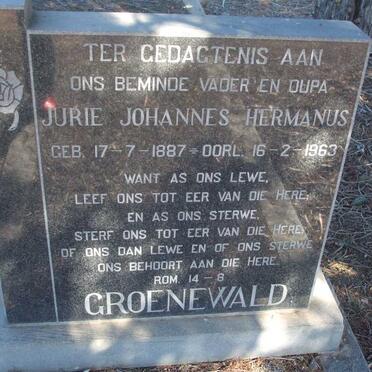 TER GEDAGTENIS AAN
ONS BEMINDE VADER EN OUPA
JURIE JOHANNES HERMANUS
GEB. 17-7-1887 = OORL. 16-2-1963
WANT AS ONS LEWE,
LEEF ONS TOT EER VAN DIE HERE,
EN AS ONS STERWE,
STERF ONS TOT EER VAN DIE HERE,
OF ONS DAN LEWE EN OF ONS STERWE
ONS BEHOORT AAN DIE HERE.
ROM. 14-8
GROENEWALD